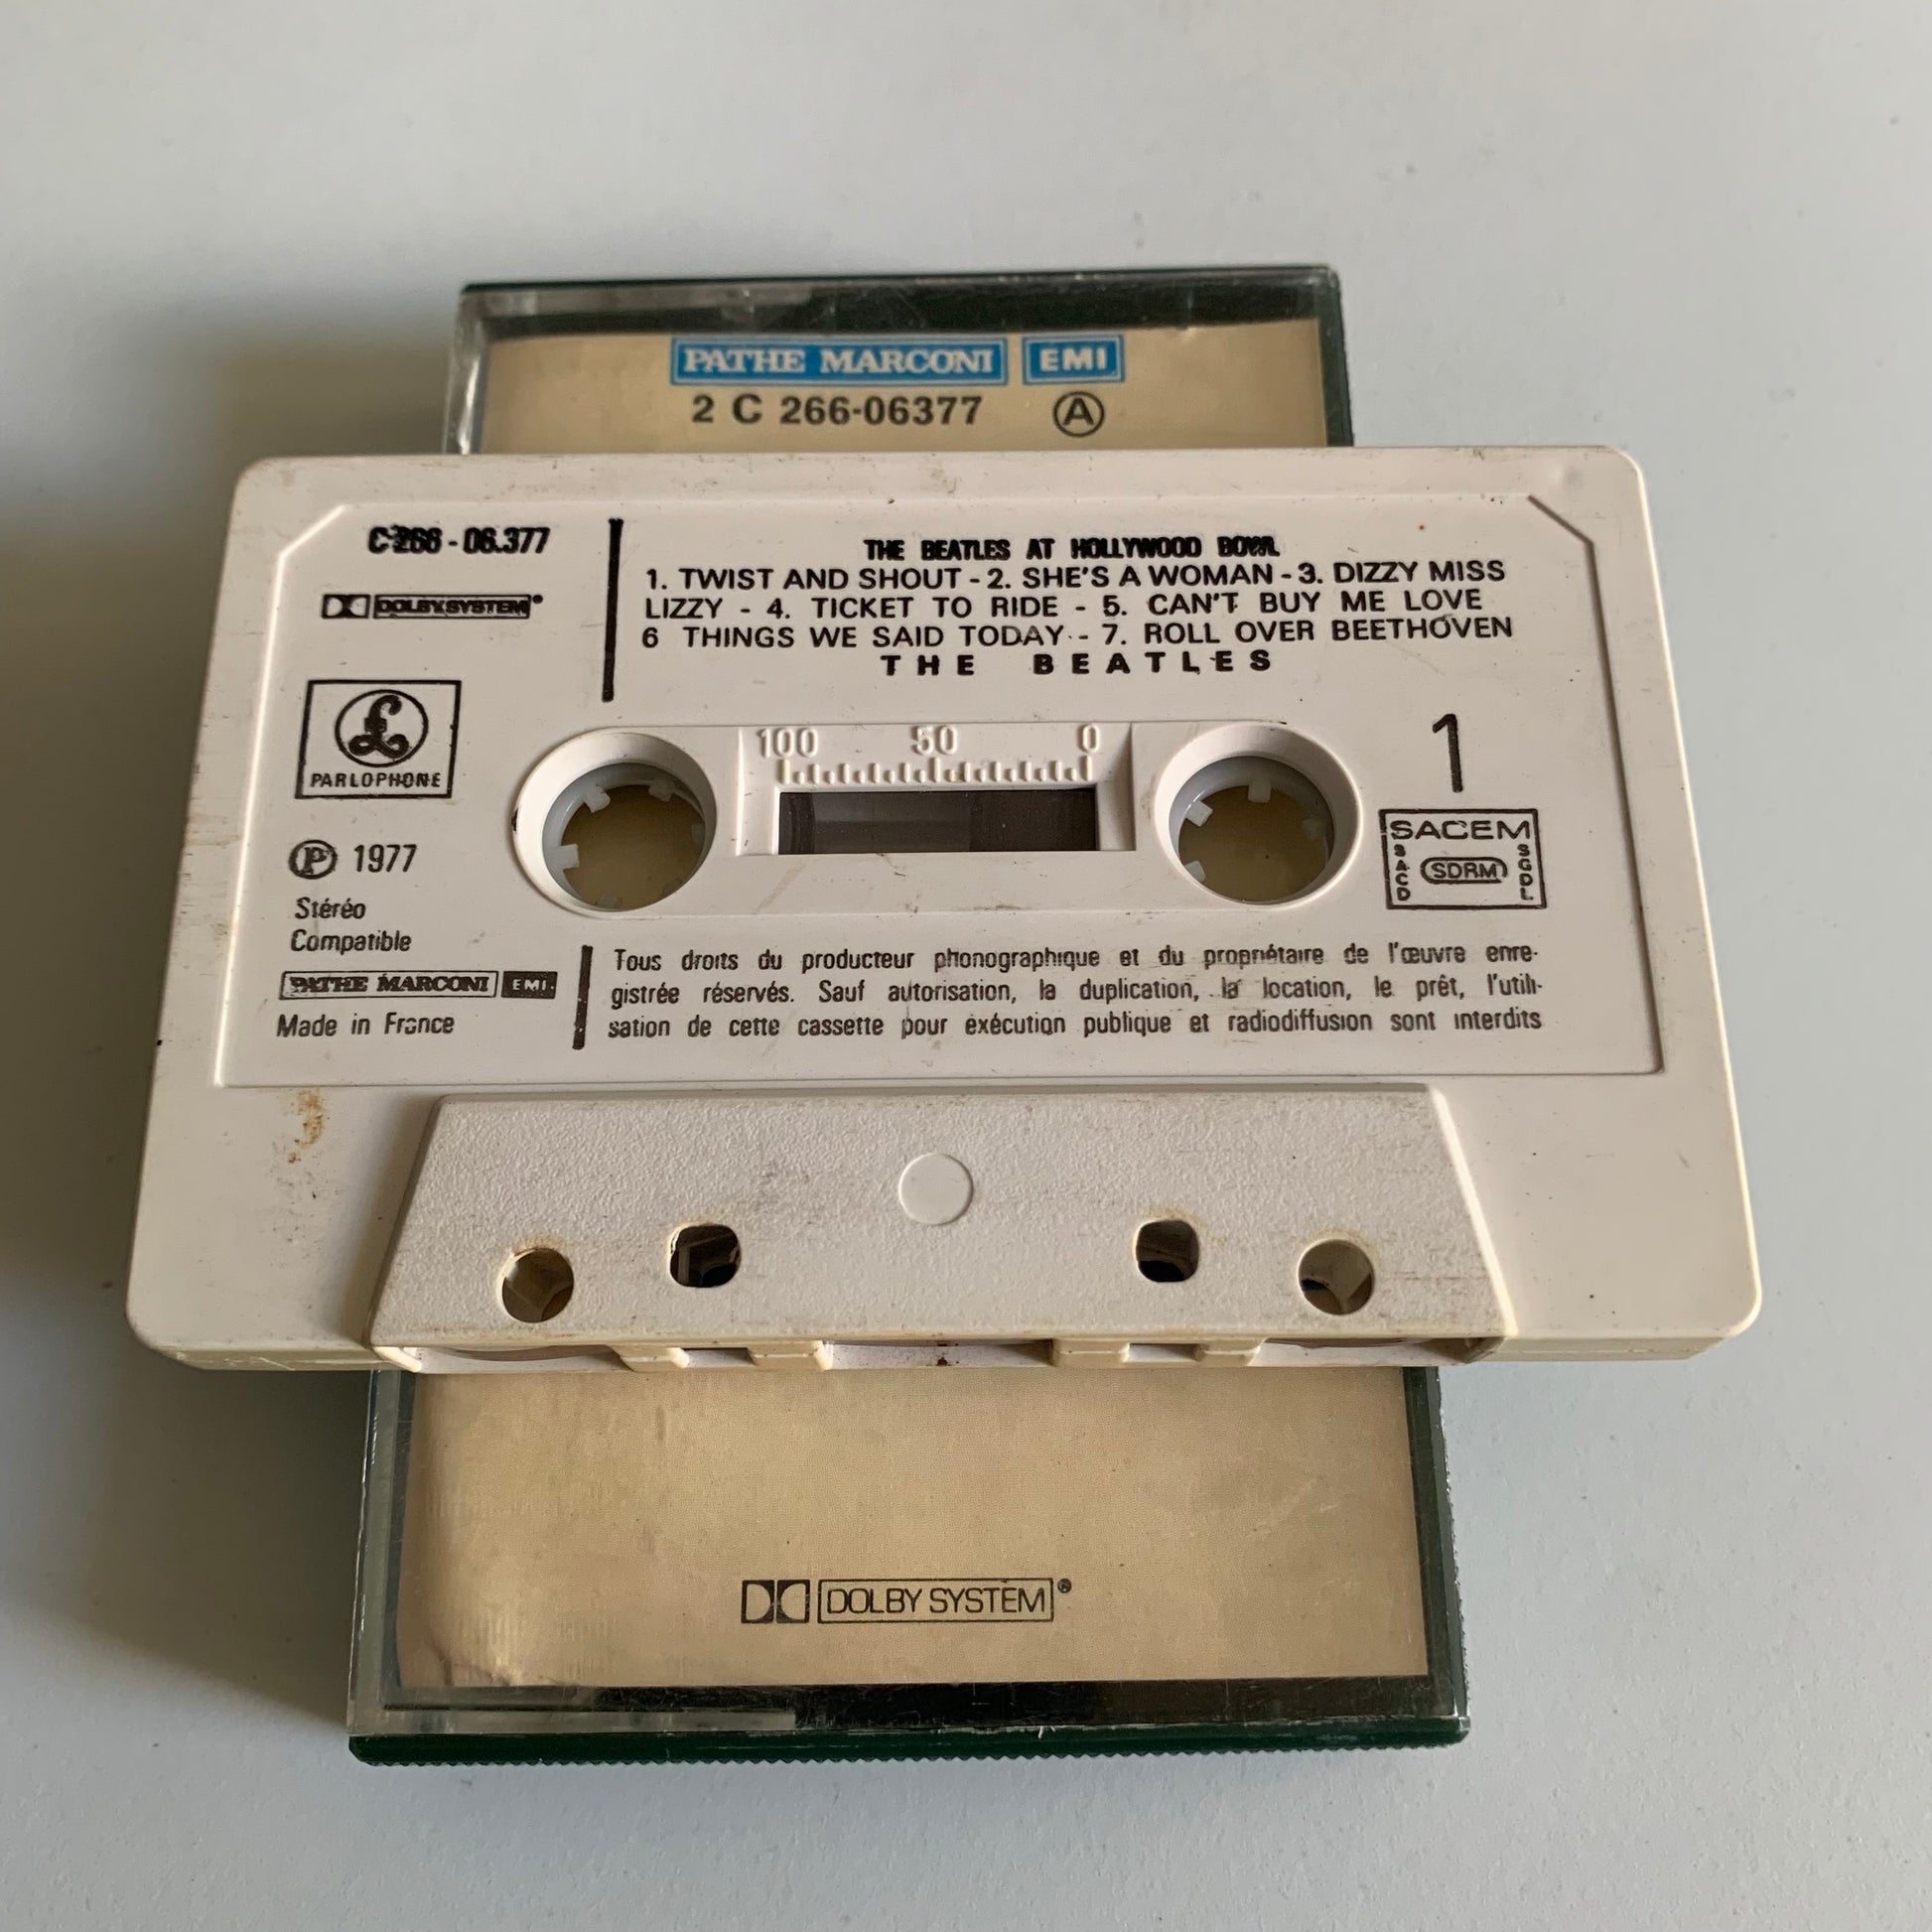 PATHE MARCONI EMI
2 C 266-06377 A
C 266 - 06.377
DOLBY SYSTEM
THE BEATLES AT HOLLYWOOD BOWL
1. TWIST AND SHOUT - 2. SHE'S A WOMAN - 3. DIZZY MISS
LIZZY - 4. TICKET TO RIDE - 5. CAN'T BUY ME LOVE
6 THINGS WE SAID TODAY - 7. ROLL OVER BEETHOVEN
THE BEATLES
£
PARLOPHONE
100 50 0
1
SACEM
SACD SDRM SGDL
Ⓟ 1977
Stéréo
Compatible
PATHE MARCONI EMI
Made in France
Tous droits du producteur phonographique et du propriétaire de l'œuvre enre-
gistrée réservés. Sauf autorisation, la duplication, la location, le prêt, l'utili-
sation de cette cassette pour exécution publique et radiodiffusion sont interdits
DOLBY SYSTEM®